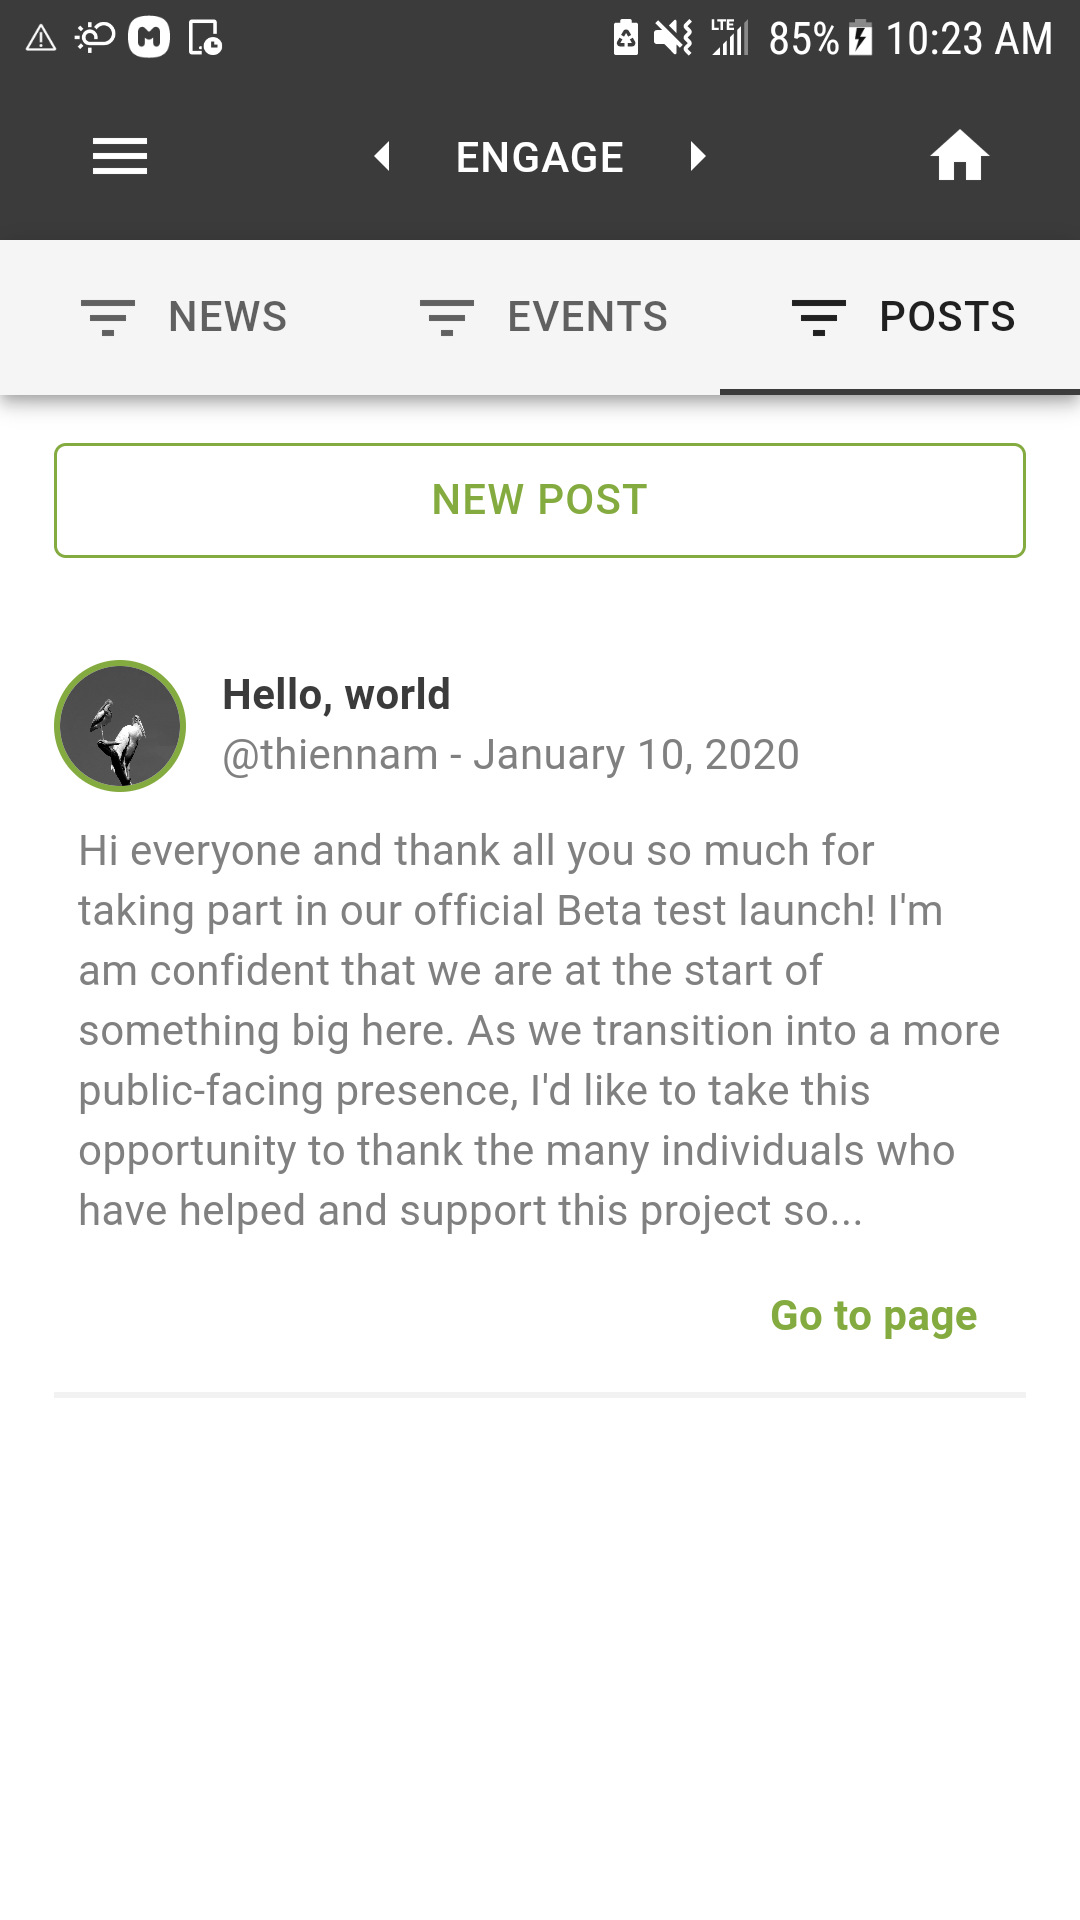 LTE 85% 10:23 AM
ENGAGE
NEWS EVENTS POSTS
NEW POST
Hello, world
@thiennam - January 10, 2020
Hi everyone and thank all you so much for
taking part in our official Beta test launch! I'm
am confident that we are at the start of
something big here. As we transition into a more
public-facing presence, I'd like to take this
opportunity to thank the many individuals who
have helped and support this project so...
Go to page